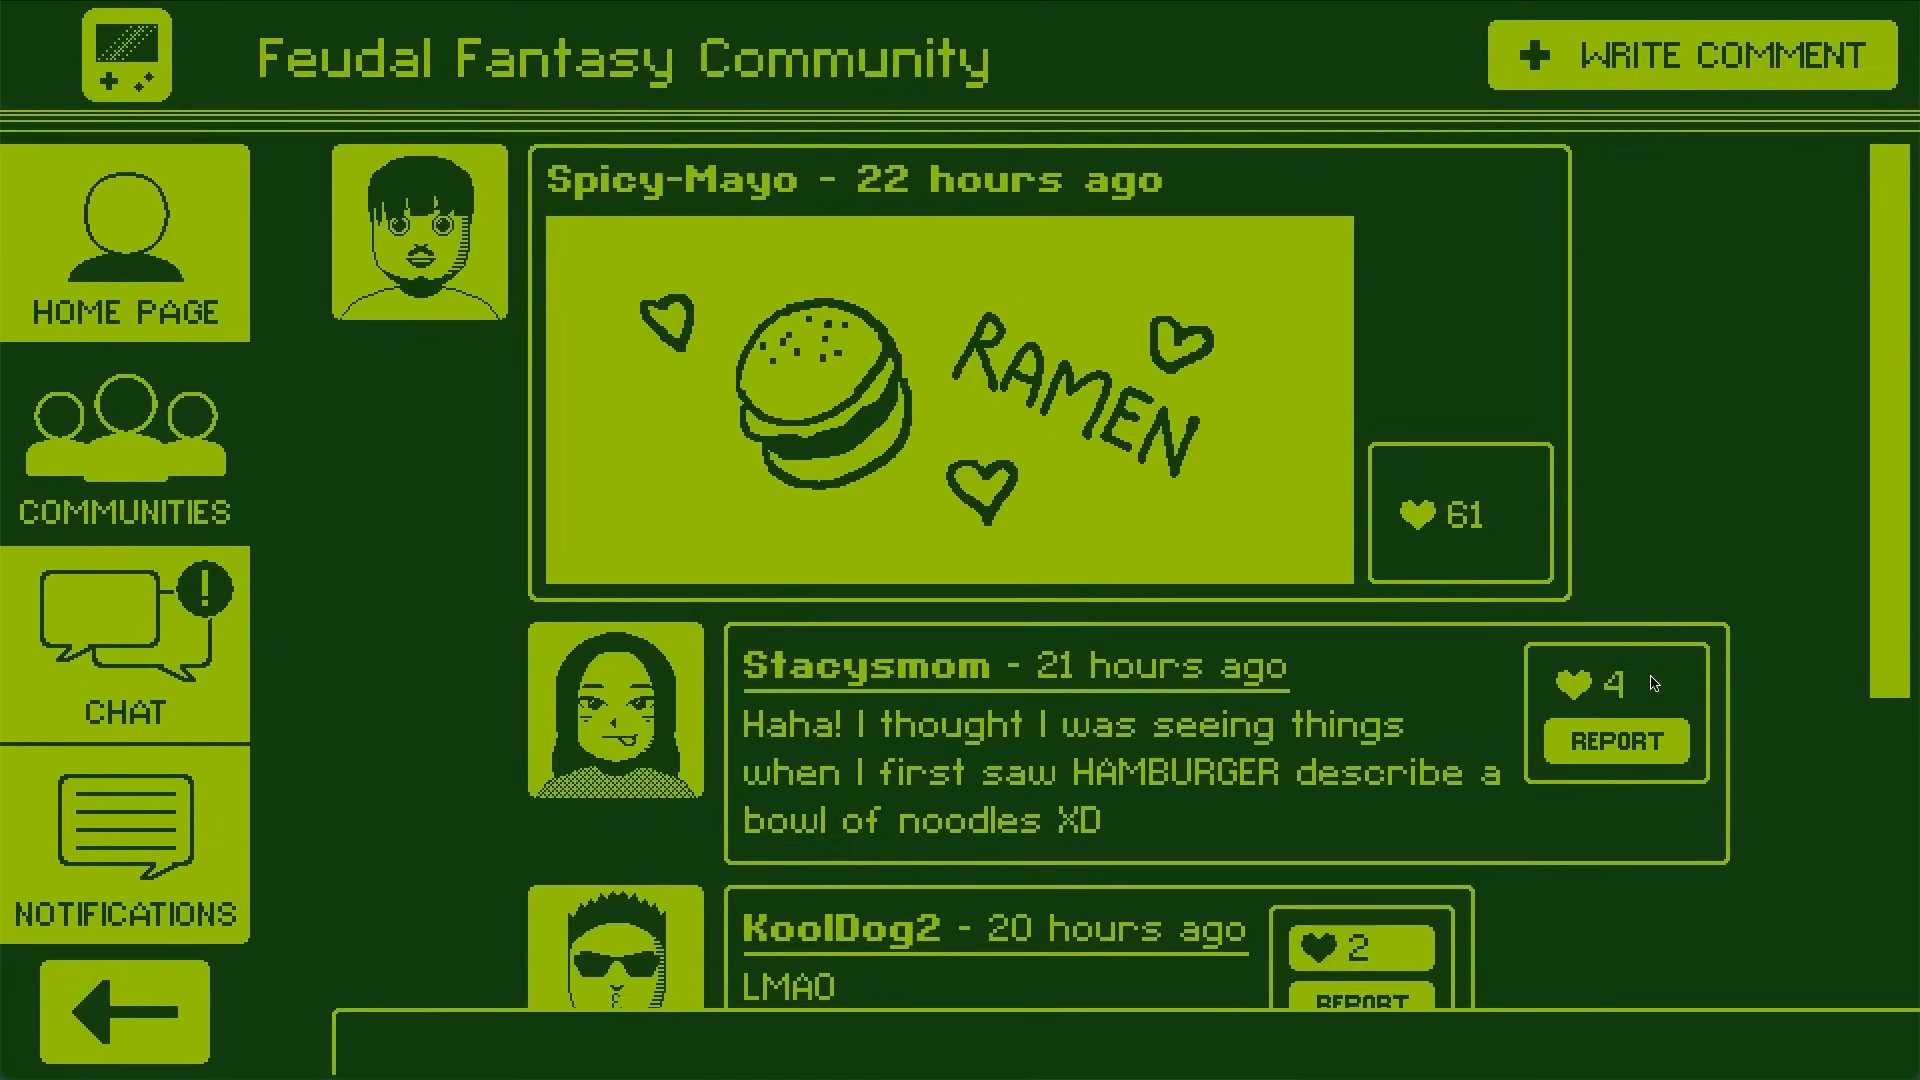 Feudal Fantasy Community
WRITE COMMENT
HOME PAGE
COMMUNITIES
CHAT
NOTIFICATIONS
Spicy-Mayo - 22 hours ago
RAMEN
61
Stacysmom - 21 hours ago
Haha! I thought I was seeing things
when I first saw HAMBURGER describe a
bowl of noodles XD
4
REPORT
KoolDog2 - 20 hours ago
LMAO
2
REPORT